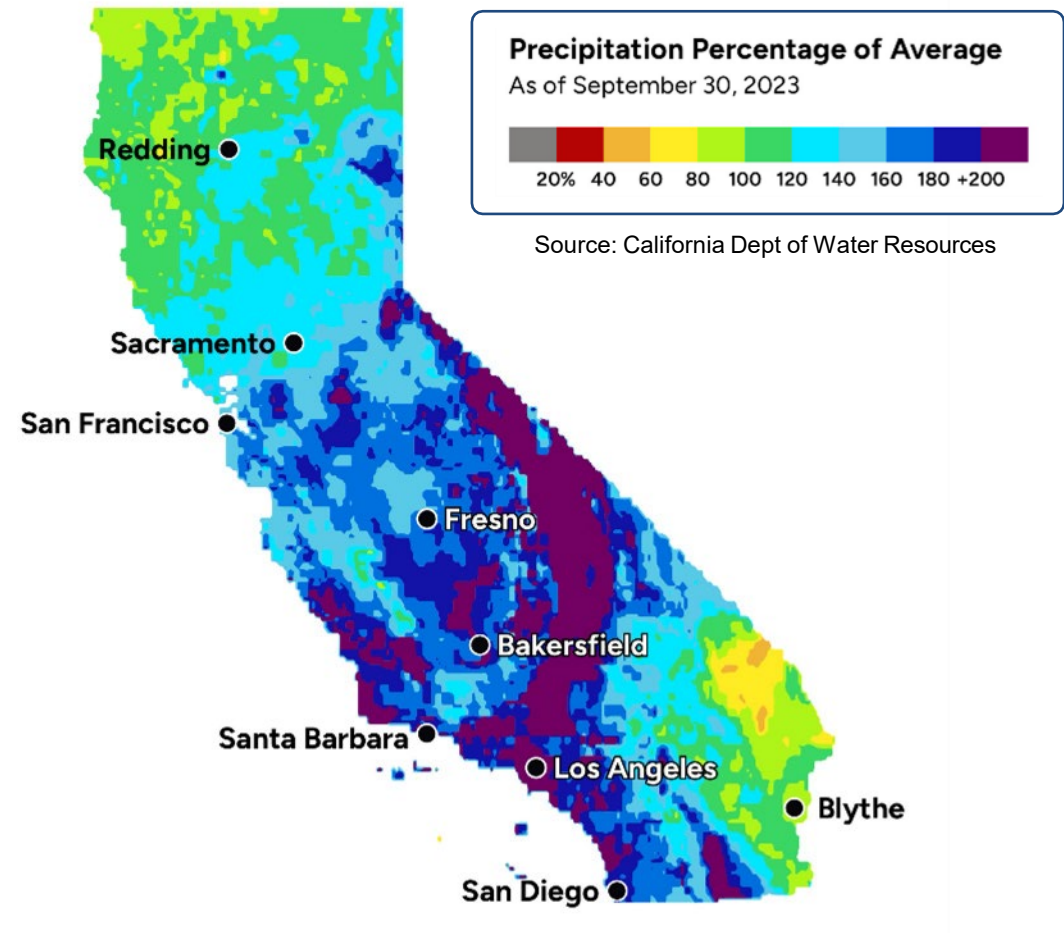 Precipitation Percentage of Average
As of September 30, 2023
20% 40 60 80 100 120 140 160 180 +200
Source: California Dept of Water Resources
Redding
Sacramento
San Francisco
Fresno
Bakersfield
Santa Barbara
Los Angeles
Blythe
San Diego